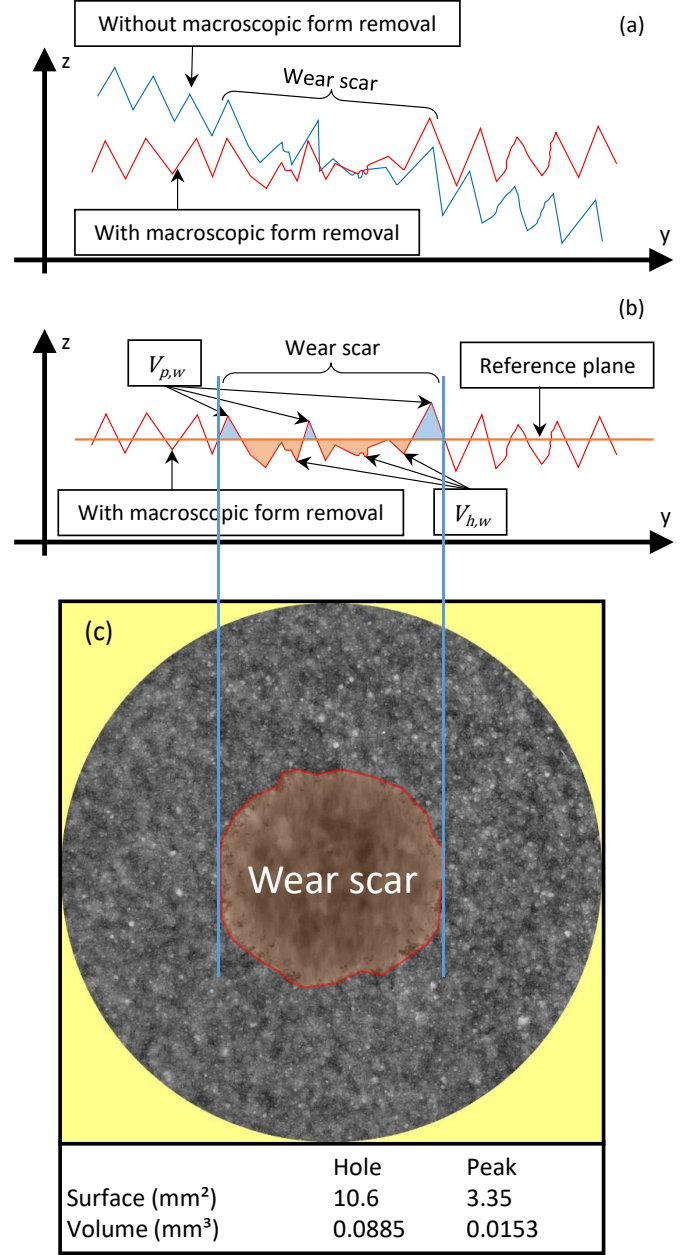 Without macroscopic form removal
(a)
z
Wear scar
With macroscopic form removal
y
(b)
z
Wear scar
V_{p,w}
Reference plane
With macroscopic form removal
V_{h,w}
y
(c)
Wear scar
Hole Peak
Surface (mm²) 10.6 3.35
Volume (mm³) 0.0885 0.0153